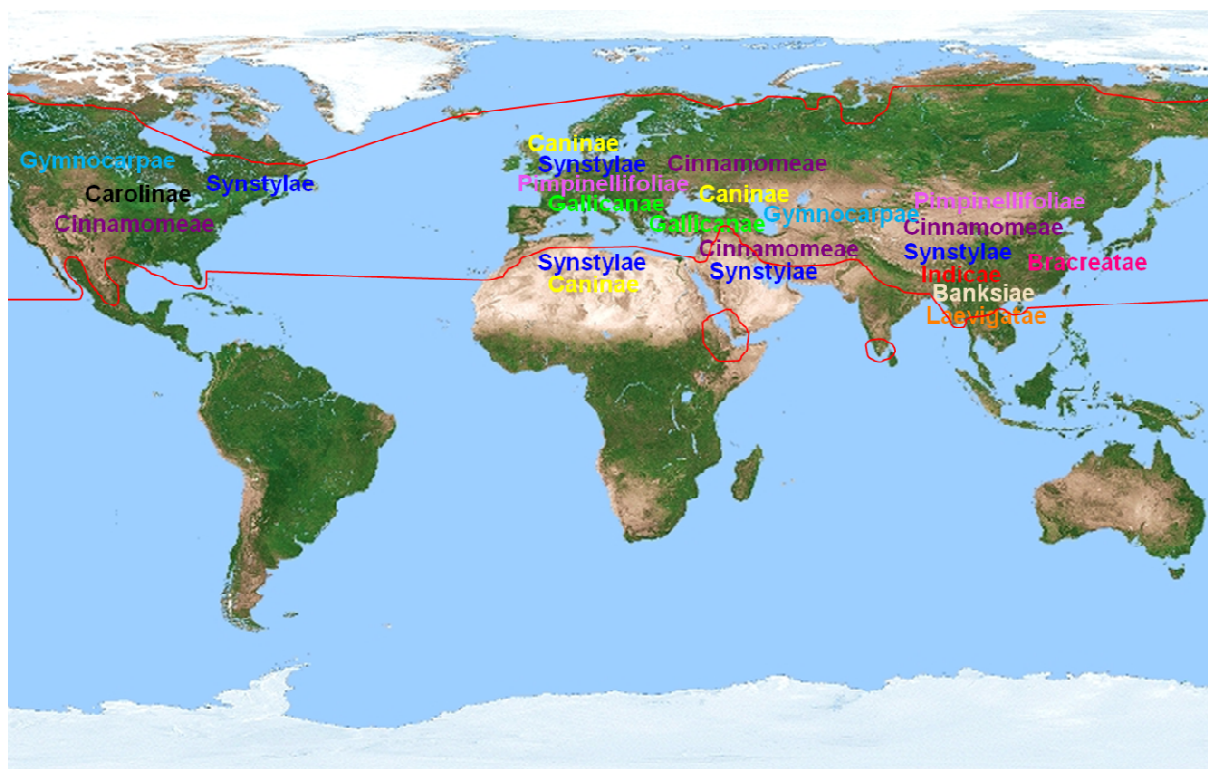 Gymnocarpae
Carolinae
Synstylae
Cinnamomeae
Caninae
Synstylae
Cinnamomeae
Pimpinellifoliae
Caninae
Gallicanae
Gymnocarpae
Gallicanae
Cinnamomeae
Synstylae
Synstylae
Caninae
Pimpinellifoliae
Cinnamomeae
Synstylae
Bracreatae
Indicae
Banksiae
Laevigatae